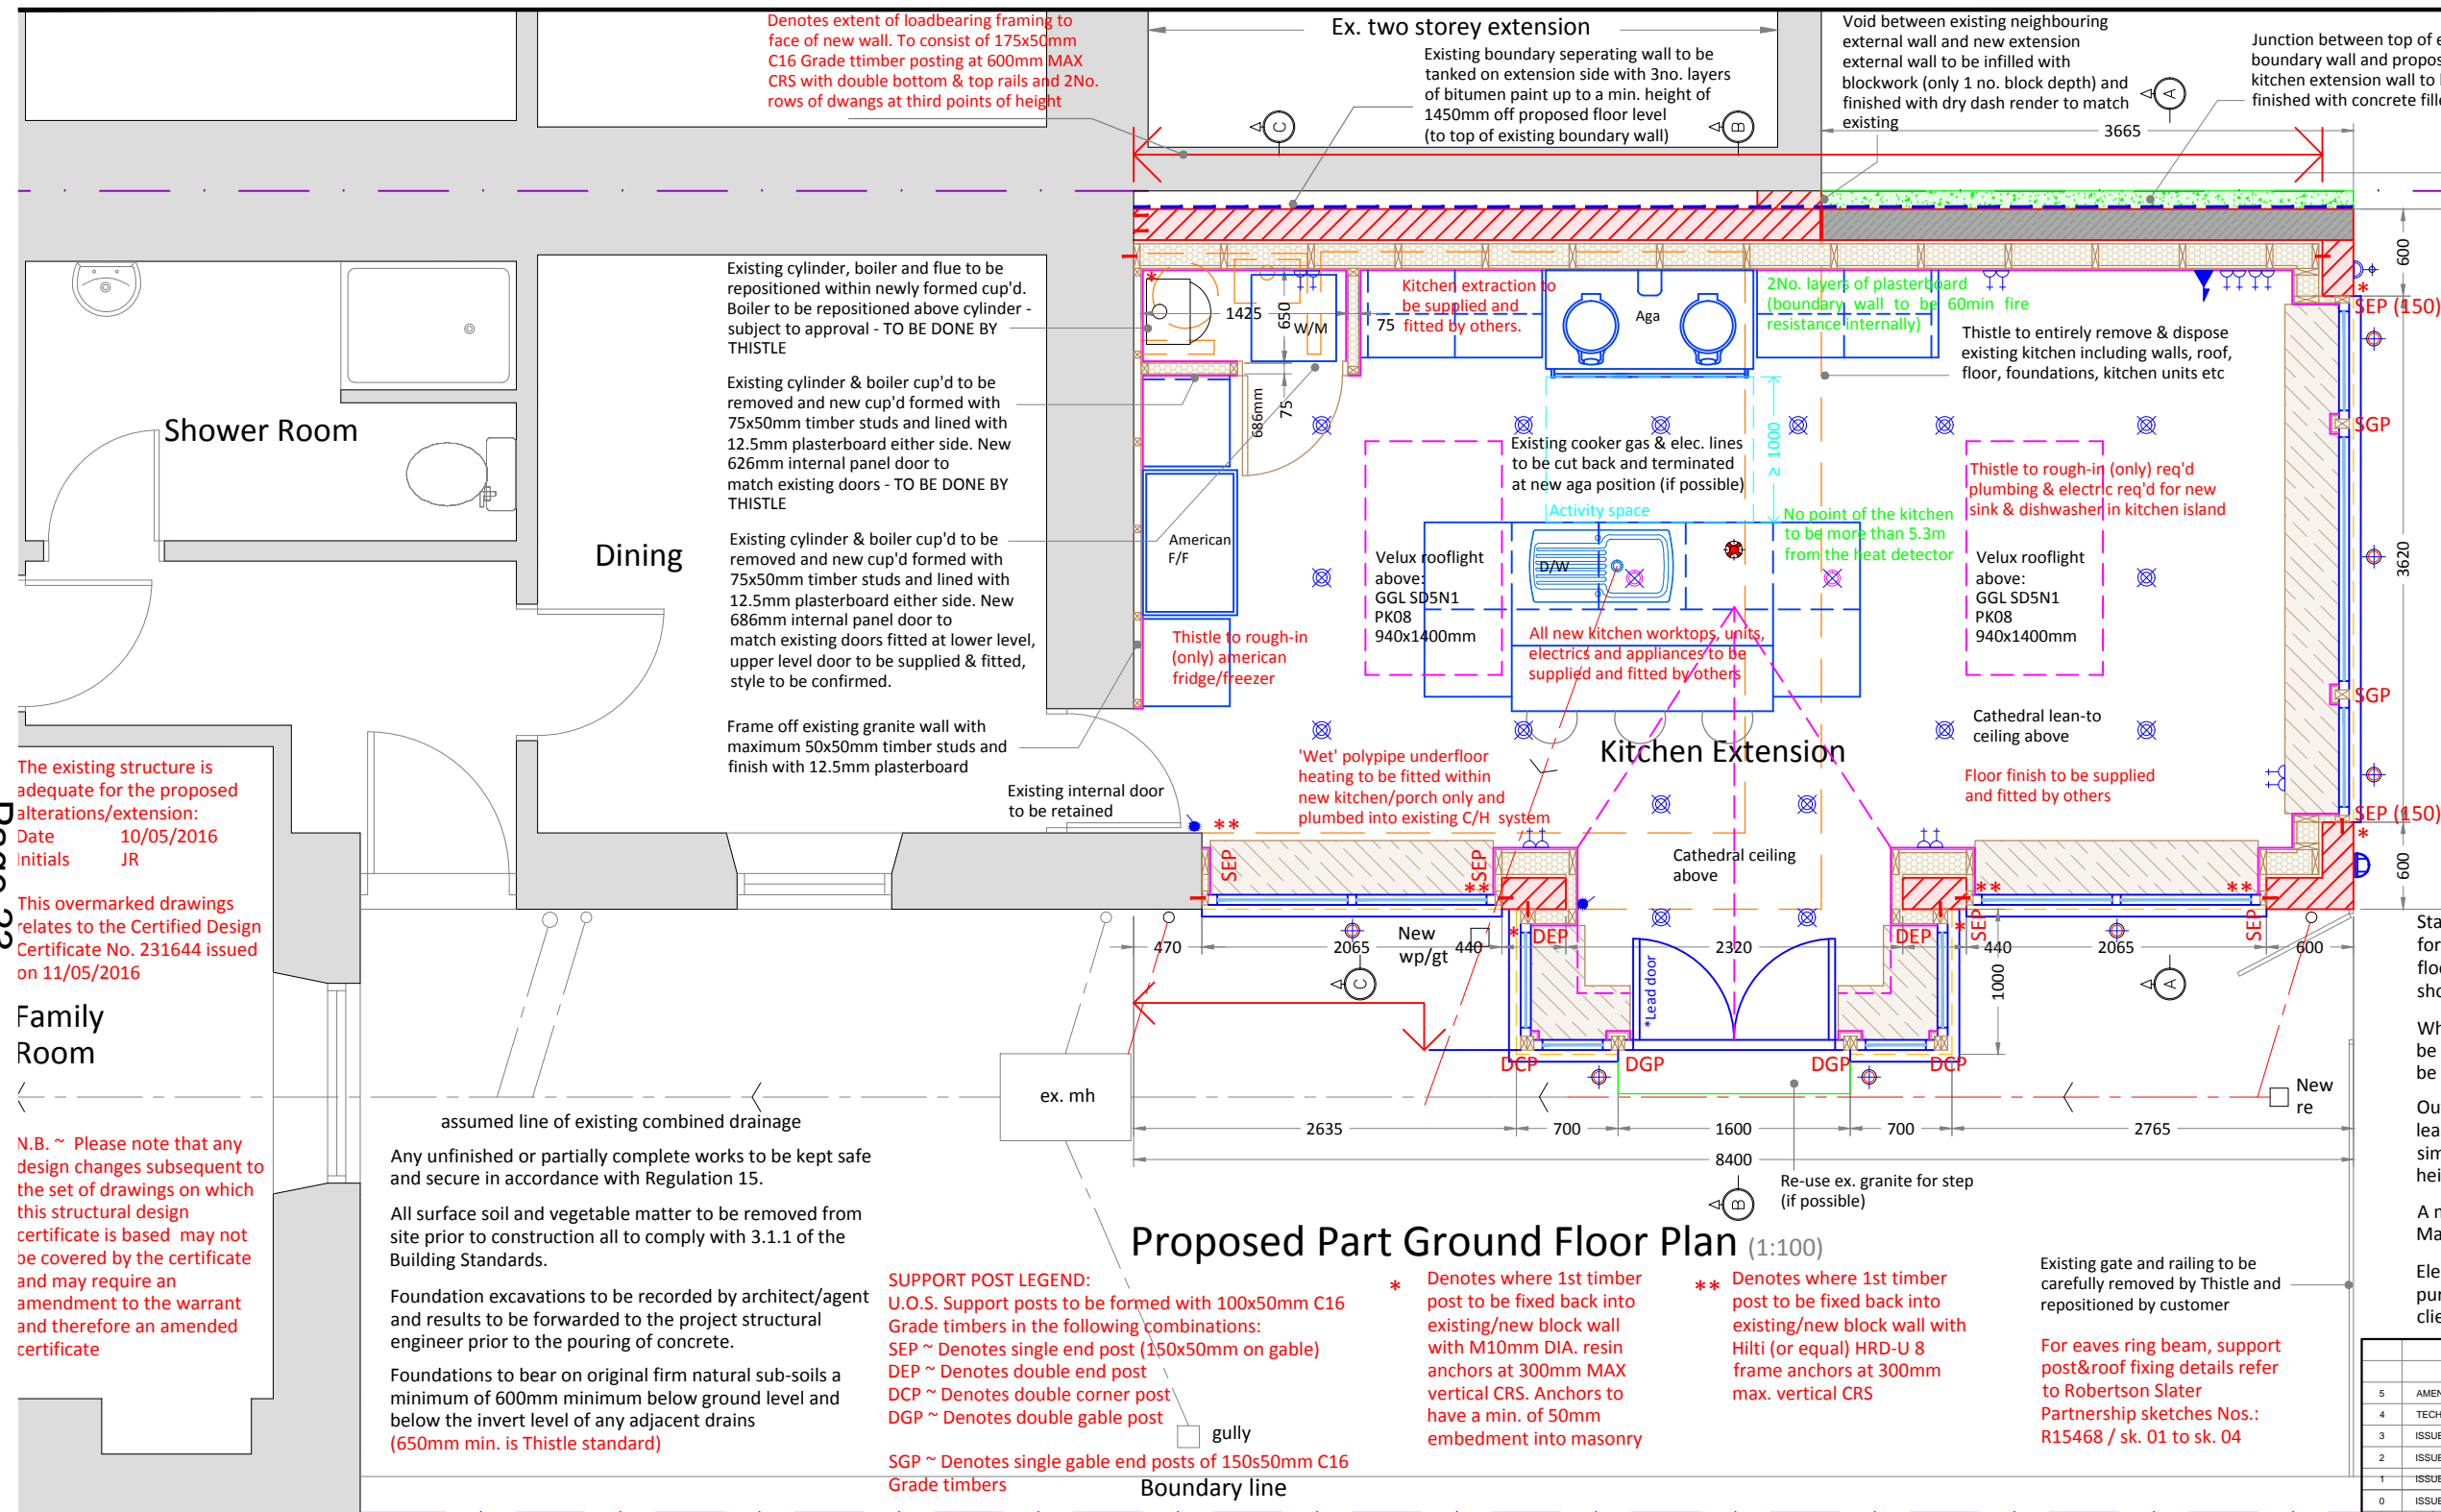 Denotes extent of loadbearing framing to
face of new wall. To consist of 175x50mm
C16 Grade ttimber posting at 600mm MAX
CRS with double bottom & top rails and 2No.
rows of dwangs at third points of height
Ex. two storey extension
Existing boundary seperating wall to be
tanked on extension side with 3no. layers
of bitumen paint up to a min. height of
1450mm off proposed floor level
(to top of existing boundary wall)
Void between existing neighbouring
external wall and new extension
external wall to be infilled with
blockwork (only 1 no. block depth) and
finished with dry dash render to match
existing
Junction between top of
boundary wall and
kitchen extension wall to
finished with concrete
C
B
A
3665
600
Existing cylinder, boiler and flue to be
repositioned within newly formed cup'd.
Boiler to be repositioned above cylinder -
subject to approval - TO BE DONE BY
THISTLE
Existing cylinder & boiler cup'd to be
removed and new cup'd formed with
75x50mm timber studs and lined with
12.5mm plasterboard either side. New
626mm internal panel door to
match existing doors - TO BE DONE BY
THISTLE
Existing cylinder & boiler cup'd to be
removed and new cup'd formed with
75x50mm timber studs and lined with
12.5mm plasterboard either side. New
686mm internal panel door to
match existing doors fitted at lower level,
upper level door to be supplied & fitted,
style to be confirmed.
Frame off existing granite wall with
maximum 50x50mm timber studs and
finish with 12.5mm plasterboard
Existing internal door
to be retained
Shower Room
Dining
*
1425
650
W/M
75
75
686mm
Kitchen extraction to
be supplied and
fitted by others.
Aga
2No. layers of plasterboard
(boundary wall to be 60min fire
resistance internally)
Thistle to entirely remove & dispose
existing kitchen including walls, roof,
floor, foundations, kitchen units etc
*
SEP (150)
SGP
Existing cooker gas & elec. lines
to be cut back and terminated
at new aga position (if possible)
≥ 1000
Activity space
Thistle to rough-in (only) req'd
plumbing & electric req'd for new
sink & dishwasher in kitchen island
No point of the kitchen
to be more than 5.3m
from the heat detector
American
F/F
D/W
Velux rooflight
above:
GGL SD5N1
PK08
940x1400mm
Velux rooflight
above:
GGL SD5N1
PK08
940x1400mm
3620
Thistle to rough-in
(only) american
fridge/freezer
All new kitchen worktops, units,
electrics and appliances to be
supplied and fitted by others
SGP
Cathedral lean-to
ceiling above
Kitchen Extension
'Wet' polypipe underfloor
heating to be fitted within
new kitchen/porch only and
plumbed into existing C/H system
Floor finish to be supplied
and fitted by others
SEP (150)
*
600
**
SEP
SEP
**
Cathedral ceiling
above
**
**
SEP
SEP
*
DEP
DEP
*
470
2065
440
2320
440
2065
600
1000
New
wp/gt
C
A
*Lead door
DCP
DGP
DGP
DCP
The existing structure is
adequate for the proposed
alterations/extension:
Date 10/05/2016
Initials JR
This overmarked drawings
relates to the Certified Design
Certificate No. 231644 issued
on 11/05/2016
Family
Room
N.B. ~ Please note that any
design changes subsequent to
the set of drawings on which
this structural design
certificate is based may not
be covered by the certificate
and may require an
amendment to the warrant
and therefore an amended
certificate
ex. mh
New
re
assumed line of existing combined drainage
2635
700
1600
700
2765
8400
Any unfinished or partially complete works to be kept safe
and secure in accordance with Regulation 15.
All surface soil and vegetable matter to be removed from
site prior to construction all to comply with 3.1.1 of the
Building Standards.
Foundation excavations to be recorded by architect/agent
and results to be forwarded to the project structural
engineer prior to the pouring of concrete.
Foundations to bear on original firm natural sub-soils a
minimum of 600mm minimum below ground level and
below the invert level of any adjacent drains
(650mm min. is Thistle standard)
B
Re-use ex. granite for step
(if possible)
Proposed Part Ground Floor Plan (1:100)
SUPPORT POST LEGEND:
U.O.S. Support posts to be formed with 100x50mm C16
Grade timbers in the following combinations:
SEP ~ Denotes single end post (150x50mm on gable)
DEP ~ Denotes double end post
DCP ~ Denotes double corner post
DGP ~ Denotes double gable post
SGP ~ Denotes single gable end posts of 150s50mm C16
Grade timbers
gully
Boundary line
* Denotes where 1st timber
post to be fixed back into
existing/new block wall
with M10mm DIA. resin
anchors at 300mm MAX
vertical CRS. Anchors to
have a min. of 50mm
embedment into masonry
** Denotes where 1st timber
post to be fixed back into
existing/new block wall with
Hilti (or equal) HRD-U 8
frame anchors at 300mm
max. vertical CRS
Existing gate and railing to be
carefully removed by Thistle and
repositioned by customer
For eaves ring beam, support
post&roof fixing details refer
to Robertson Slater
Partnership sketches Nos.:
R15468 / sk. 01 to sk. 04
for
be
be
A
5
4
3
2
1
0